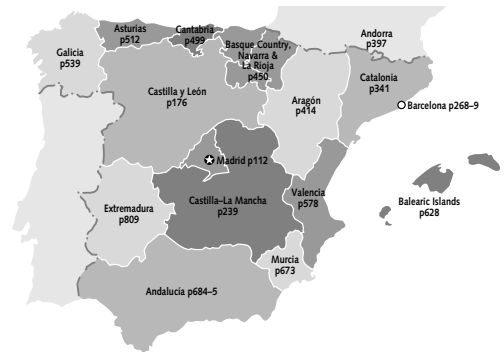 Asturias
p512
Cantabria
p499
Andorra
p397
Galicia
p539
Basque Country,
Navarra &
La Rioja
p450
Castilla y León
p176
Aragón
p414
Catalonia
p341
Barcelona p268–9
Madrid p112
Extremadura
p809
Castilla–La Mancha
p239
Valencia
p578
Balearic Islands
p628
Murcia
p673
Andalucía p684–5